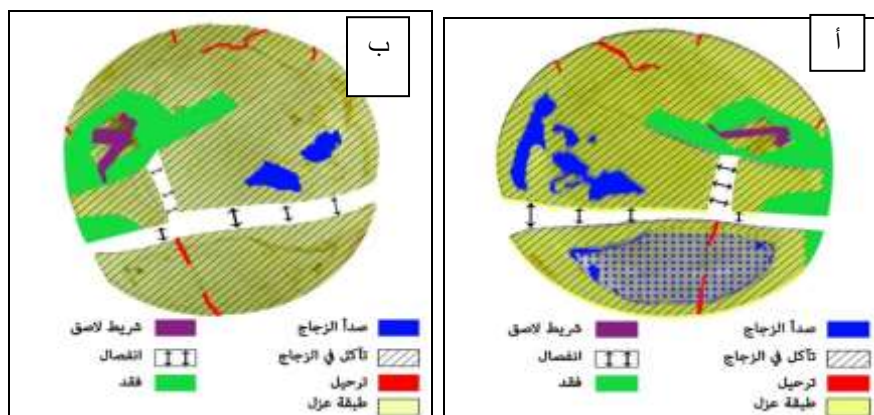 أ
صدأ الزجاج
شريط لاصق
تآكل في الزجاج
انفصال
ترحيل
فقد
طبقة عزل
ب
صدأ الزجاج
شريط لاصق
تآكل في الزجاج
انفصال
ترحيل
فقد
طبقة عزل